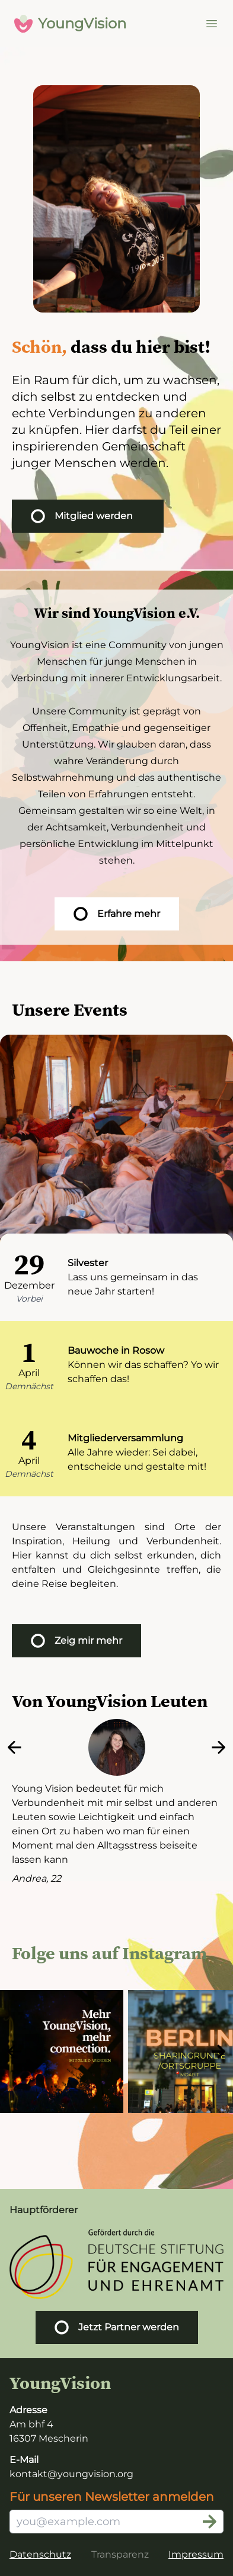 YoungVision
Schön, dass du hier bist!
Ein Raum für dich, um zu wachsen,
dich selbst zu entdecken und
echte Verbindungen zu anderen
zu knüpfen. Hier darfst du Teil einer
inspirierenden Gemeinschaft
junger Menschen werden.
Mitglied werden
Wir sind YoungVision e.V.
YoungVision ist eine Community von jungen
Menschen für junge Menschen in
Verbindung mit innerer Entwicklungsarbeit.
Unsere Community ist geprägt von
Offenheit, Empathie und gegenseitiger
Unterstützung. Wir glauben daran, dass
wahre Veränderung durch
Selbstwahrnehmung und das authentische
Teilen von Erfahrungen entsteht.
Gemeinsam gestalten wir so eine Welt, in
der Achtsamkeit, Verbundenheit und
persönliche Entwicklung im Mittelpunkt
stehen.
Erfahre mehr
Unsere Events
29
Dezember
Vorbei
Silvester
Lass uns gemeinsam in das
neue Jahr starten!
1
April
Demnächst
Bauwoche in Rosow
Können wir das schaffen? Yo wir
schaffen das!
4
April
Demnächst
Mitgliederversammlung
Alle Jahre wieder: Sei dabei,
entscheide und gestalte mit!
Unsere Veranstaltungen sind Orte der
Inspiration, Heilung und Verbundenheit.
Hier kannst du dich selbst erkunden, dich
entfalten und Gleichgesinnte treffen, die
deine Reise begleiten.
Zeig mir mehr
Von YoungVision Leuten
Young Vision bedeutet für mich
Verbundenheit mit mir selbst und anderen
Leuten sowie Leichtigkeit und einfach
einen Ort zu haben wo man für einen
Moment mal den Alltagsstress beiseite
lassen kann
Andrea, 22
Folge uns auf Instagram
Mehr
YoungVision,
mehr
connection.
MITGLIED WERDEN
BERLIN
SHARINGRUNDE
/ORTSGRUPPE
Hauptförderer
Gefördert durch die
DEUTSCHE STIFTUNG
FÜR ENGAGEMENT
UND EHRENAMT
Jetzt Partner werden
YoungVision
Adresse
Am bhf 4
16307 Mescherin
E-Mail
kontakt@youngvision.org
Für unseren Newsletter anmelden
you@example.com
Datenschutz Transparenz Impressum